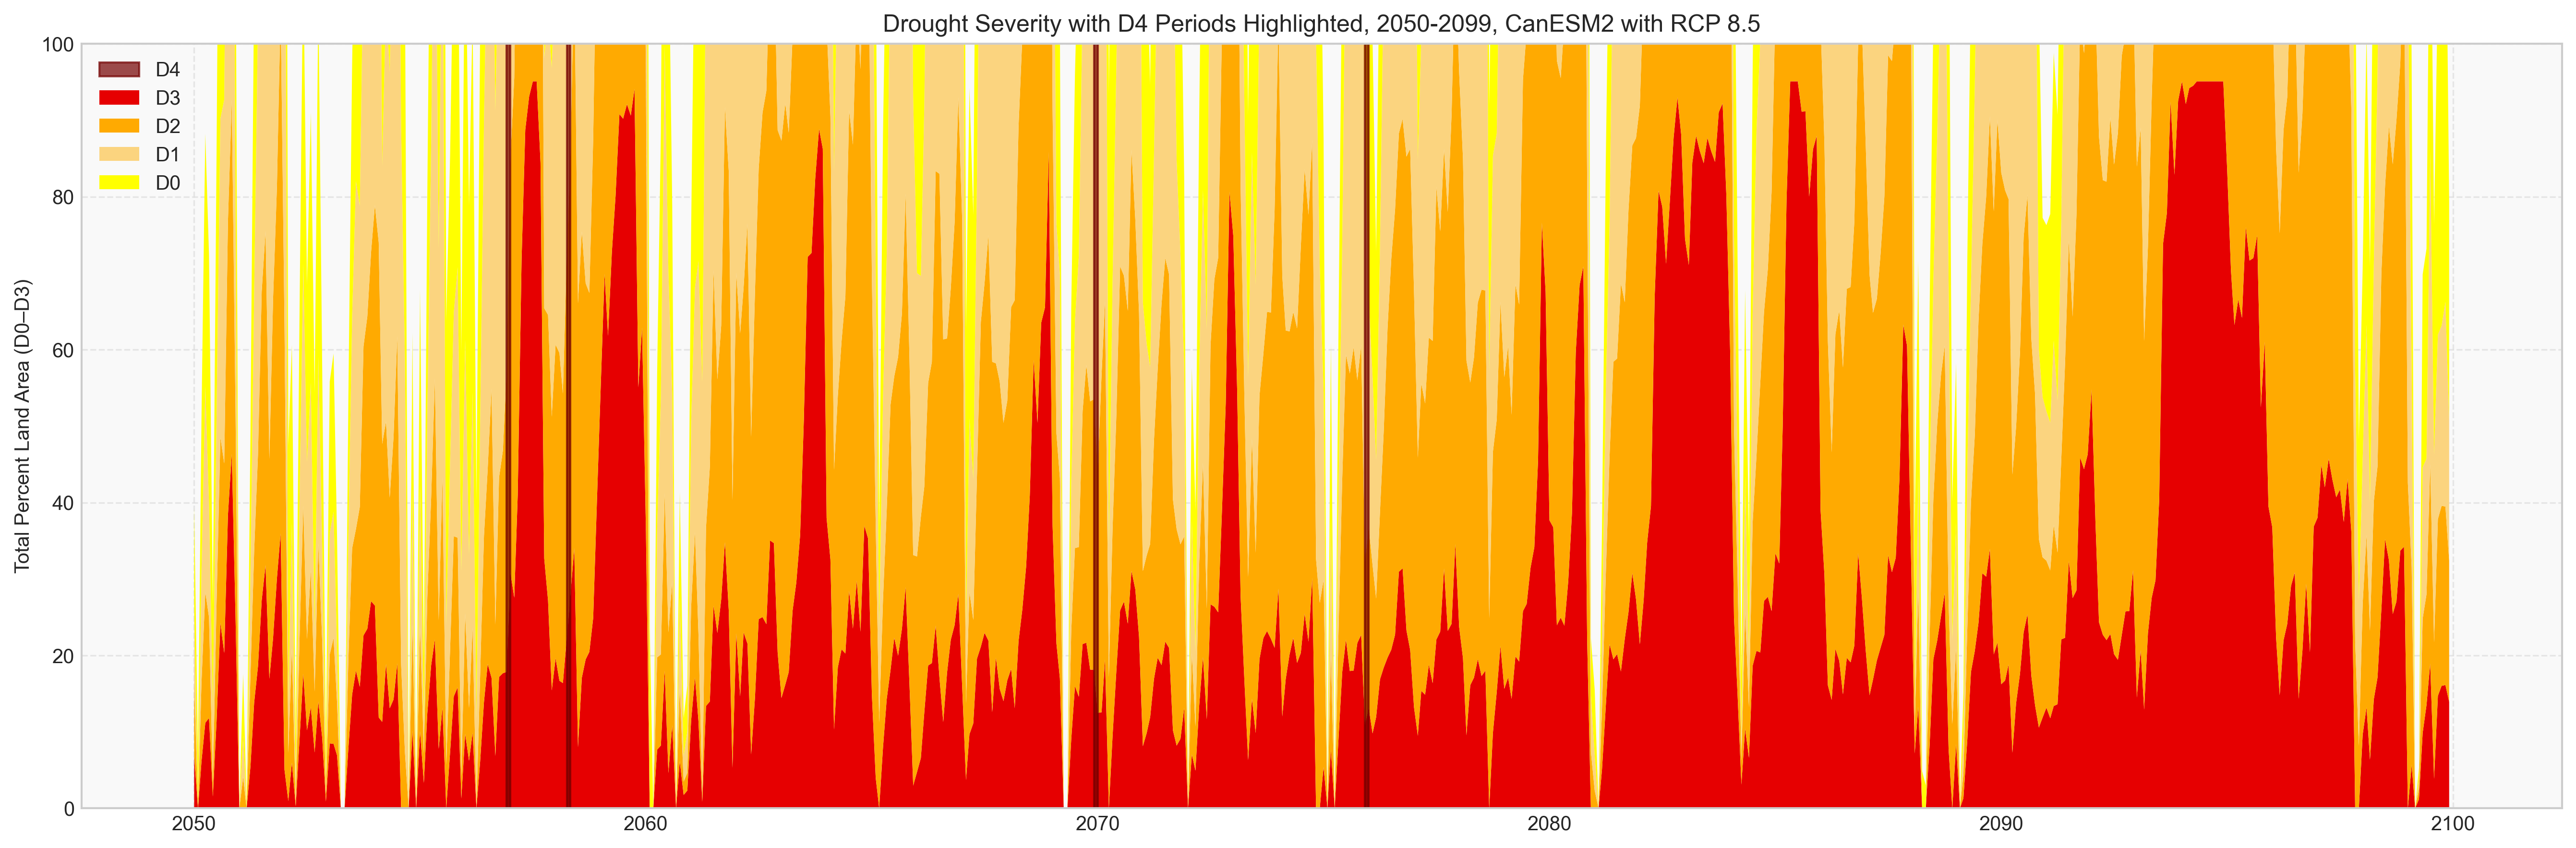 Drought Severity with D4 Periods Highlighted, 2050-2099, CanESM2 with RCP 8.5
Total Percent Land Area (D0–D3)
100
80
60
40
20
0
D4
D3
D2
D1
D0
2050
2060
2070
2080
2090
2100